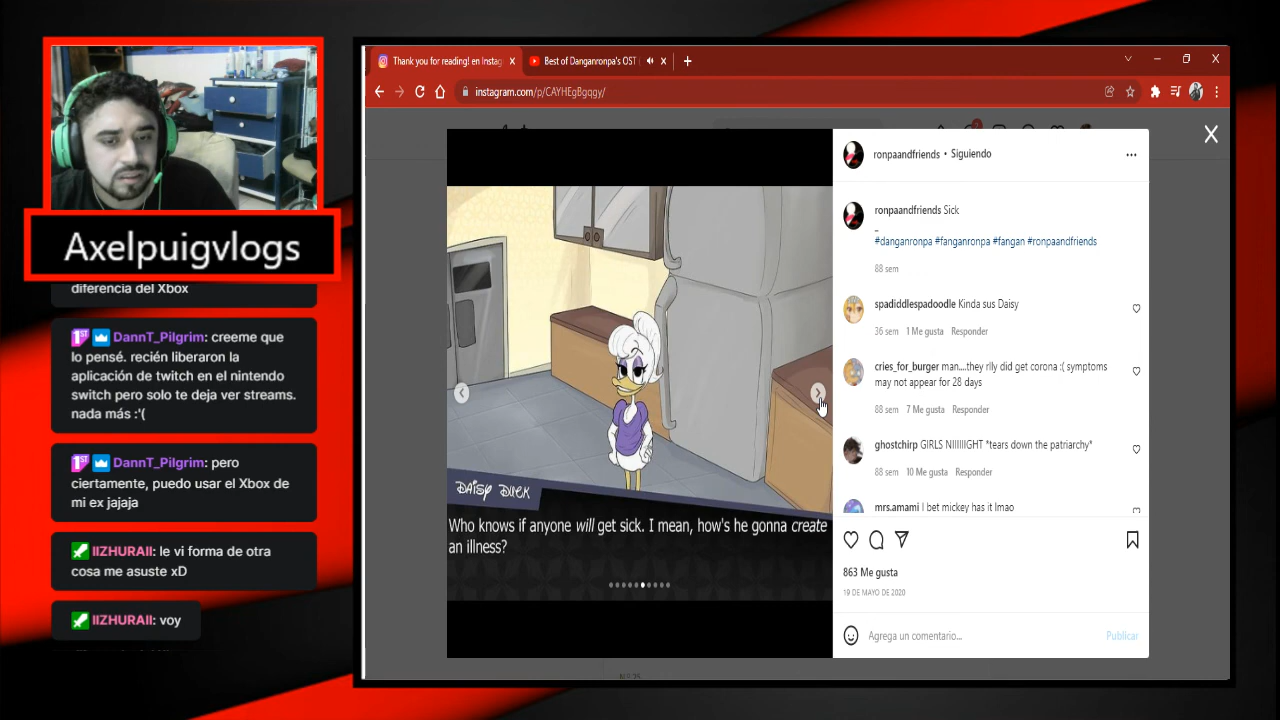 Axelpuigvlogs
diferencia del Xbox
1ST DannT_Pilgrim: creeme que
lo pensé. recién liberaron la
aplicación de twitch en el nintendo
switch pero solo te deja ver streams.
nada más :'(
1ST DannT_Pilgrim: pero
ciertamente, puedo usar el Xbox de
mi ex jajaja
IIZHURAII: le vi forma de otra
cosa me asuste xD
IIZHURAII: voy
Thank you for reading! en Instag
Best of Danganronpa's OST
instagram.com/p/CAYHEgBgqgy/
DAISY DUCK
Who knows if anyone will get sick. I mean, how's he gonna create
an illness?
ronpaandfriends • Siguiendo
ronpaandfriends Sick
_
#danganronpa #fanganronpa #fangan #ronpaandfriends
88 sem
spadiddlespadoodle Kinda sus Daisy
36 sem 1 Me gusta Responder
cries_for_burger man....they rlly did get corona :( symptoms
may not appear for 28 days
88 sem 7 Me gusta Responder
ghostchirp GIRLS NIIIIIIGHT *tears down the patriarchy*
88 sem 10 Me gusta Responder
mrs.amami I bet mickey has it lmao
863 Me gusta
19 DE MAYO DE 2020
Agrega un comentario...
Publicar